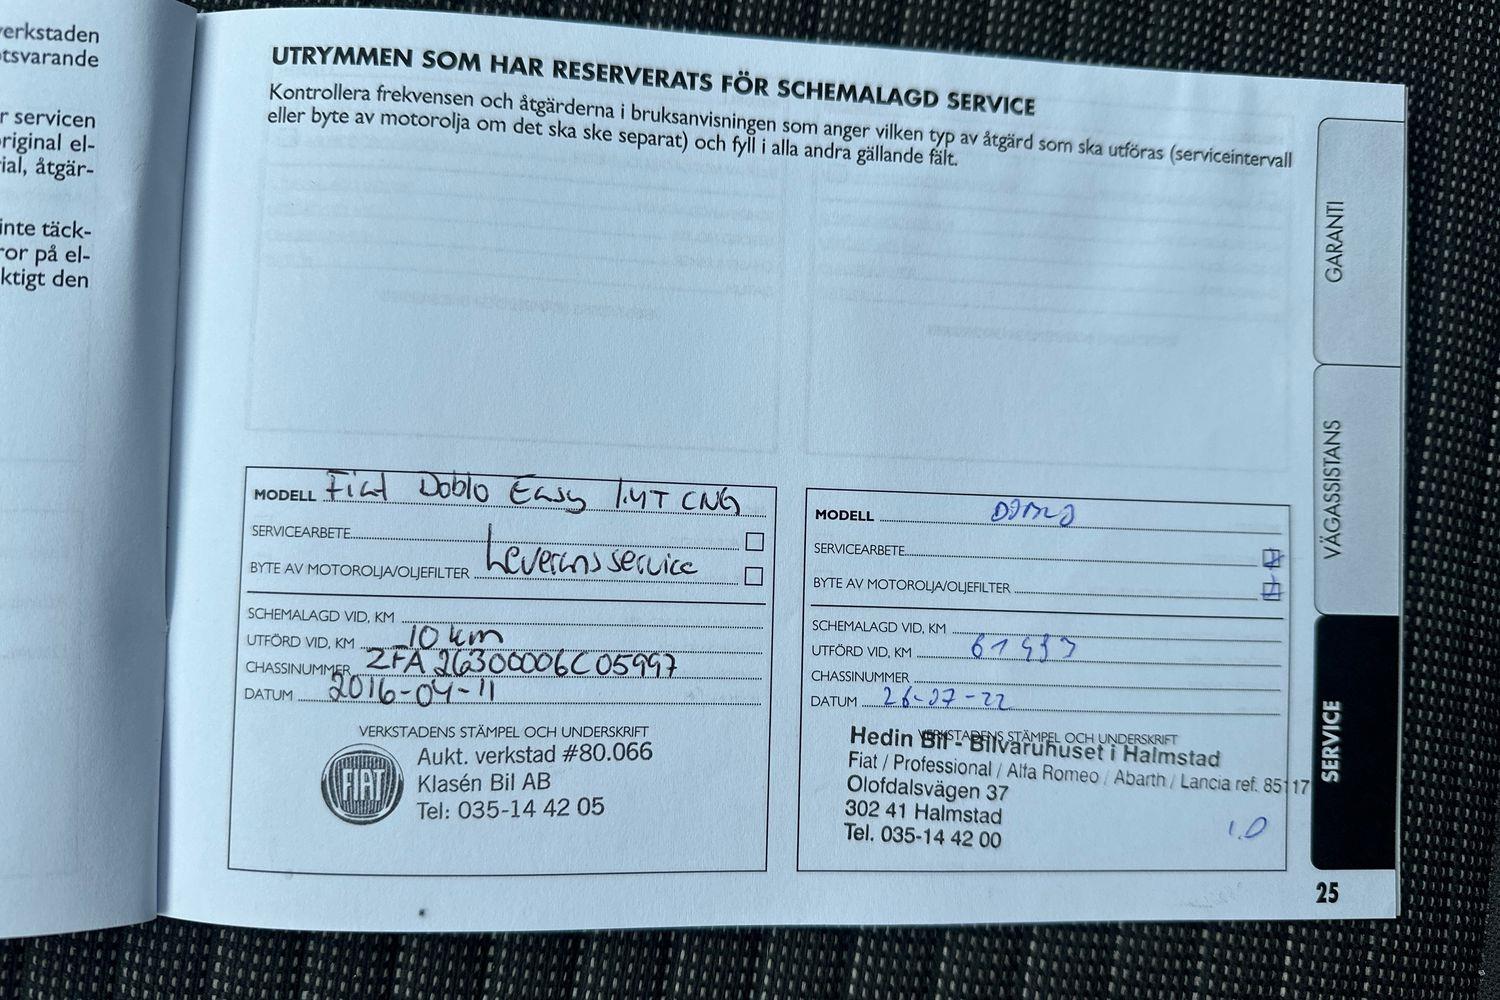 verkstaden
otsvarande
r servicen
riginal el-
ial, åtgär-
inte täck-
ror på el-
ktigt den
UTRYMMEN SOM HAR RESERVERATS FÖR SCHEMALAGD SERVICE
Kontrollera frekvensen och åtgärderna i bruksanvisningen som anger vilken typ av åtgärd som ska utföras (serviceintervall
eller byte av motorolja om det ska ske separat) och fyll i alla andra gällande fält.
MODELL Fiat Doblo Easy 1.4T CNG
SERVICEARBETE
BYTE AV MOTOROLJA/OLJEFILTER Leveransservice
SCHEMALAGD VID, KM
UTFÖRD VID, KM 10 km
CHASSINUMMER ZFA26300006C05997
DATUM 2016-04-11
VERKSTADENS STÄMPEL OCH UNDERSKRIFT
FIAT
Aukt. verkstad #80.066
Klasén Bil AB
Tel: 035-14 42 05
MODELL DOBLO
SERVICEARBETE
BYTE AV MOTOROLJA/OLJEFILTER
SCHEMALAGD VID, KM
UTFÖRD VID, KM
CHASSINUMMER
DATUM 26-07-22
VERKSTADENS STÄMPEL OCH UNDERSKRIFT
Hedin Bil - Bilvaruhuset i Halmstad
Fiat / Professional / Alfa Romeo / Abarth / Lancia ref. 85117
Olofdalsvägen 37
302 41 Halmstad
Tel. 035-14 42 00
GARANTI
VÄGASSISTANS
SERVICE
25